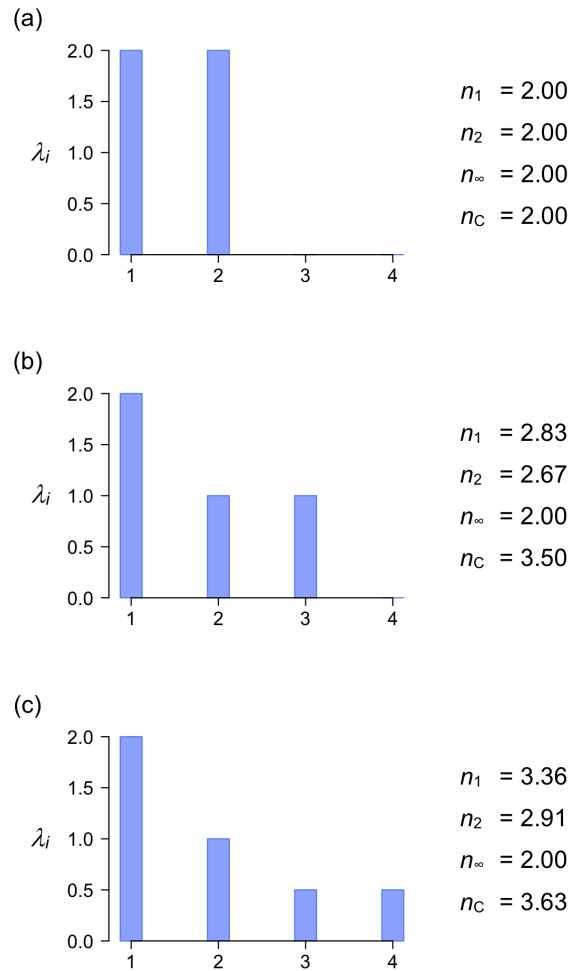 (a)
2.0
1.5
λi
1.0
0.5
0.0
1 2 3 4
n1 = 2.00
n2 = 2.00
n∞ = 2.00
nC = 2.00
(b)
2.0
1.5
λi
1.0
0.5
0.0
1 2 3 4
n1 = 2.83
n2 = 2.67
n∞ = 2.00
nC = 3.50
(c)
2.0
1.5
λi
1.0
0.5
0.0
1 2 3 4
n1 = 3.36
n2 = 2.91
n∞ = 2.00
nC = 3.63